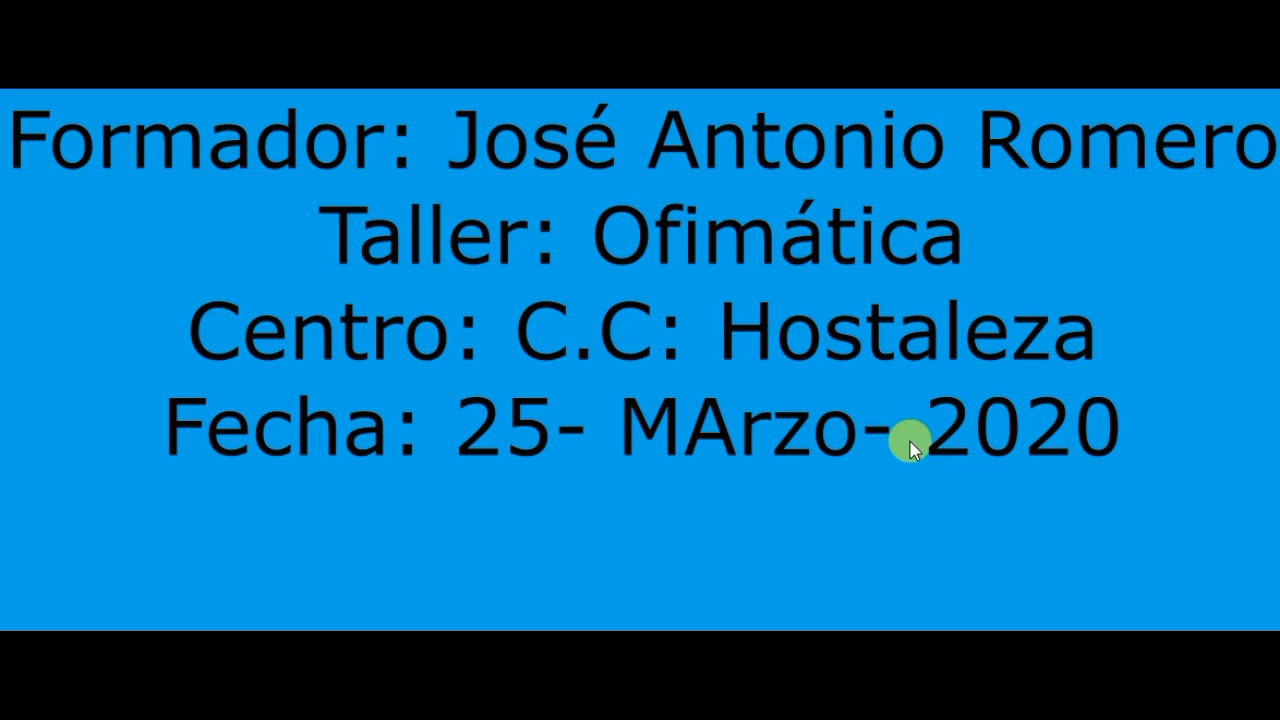 Formador: José Antonio Romero
Taller: Ofimática
Centro: C.C: Hostaleza
Fecha: 25- MArzo- 2020